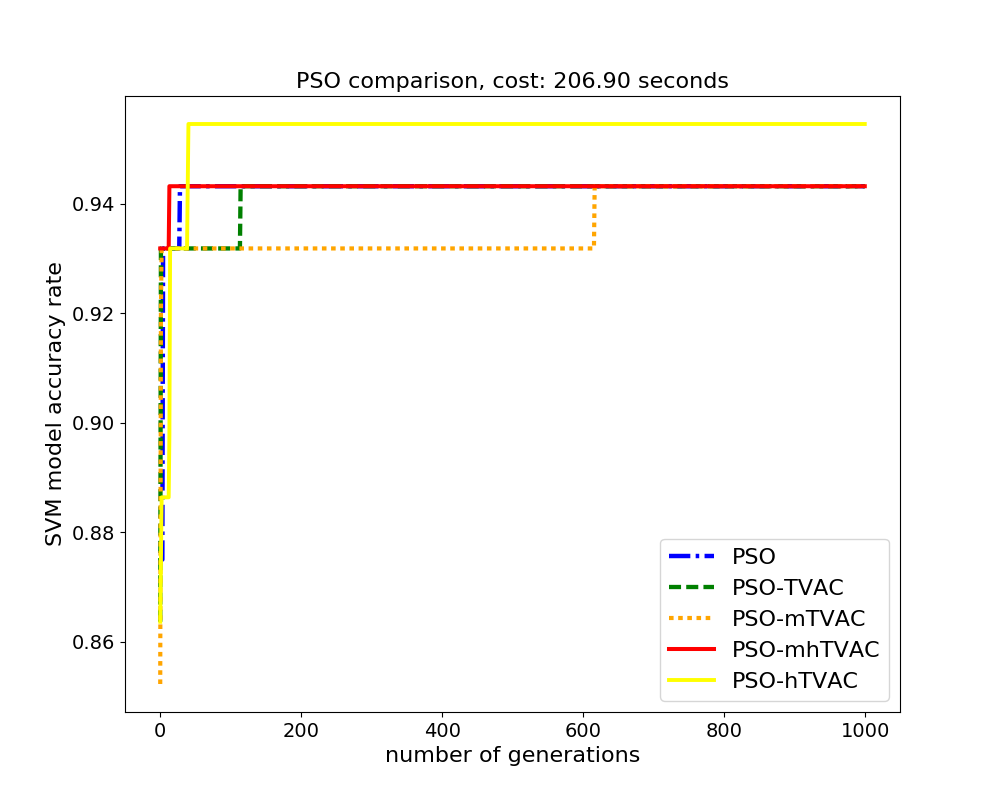 PSO comparison, cost: 206.90 seconds
SVM model accuracy rate
0.94
0.92
0.90
0.88
0.86
0 200 400 600 800 1000
number of generations
PSO
PSO-TVAC
PSO-mTVAC
PSO-mhTVAC
PSO-hTVAC